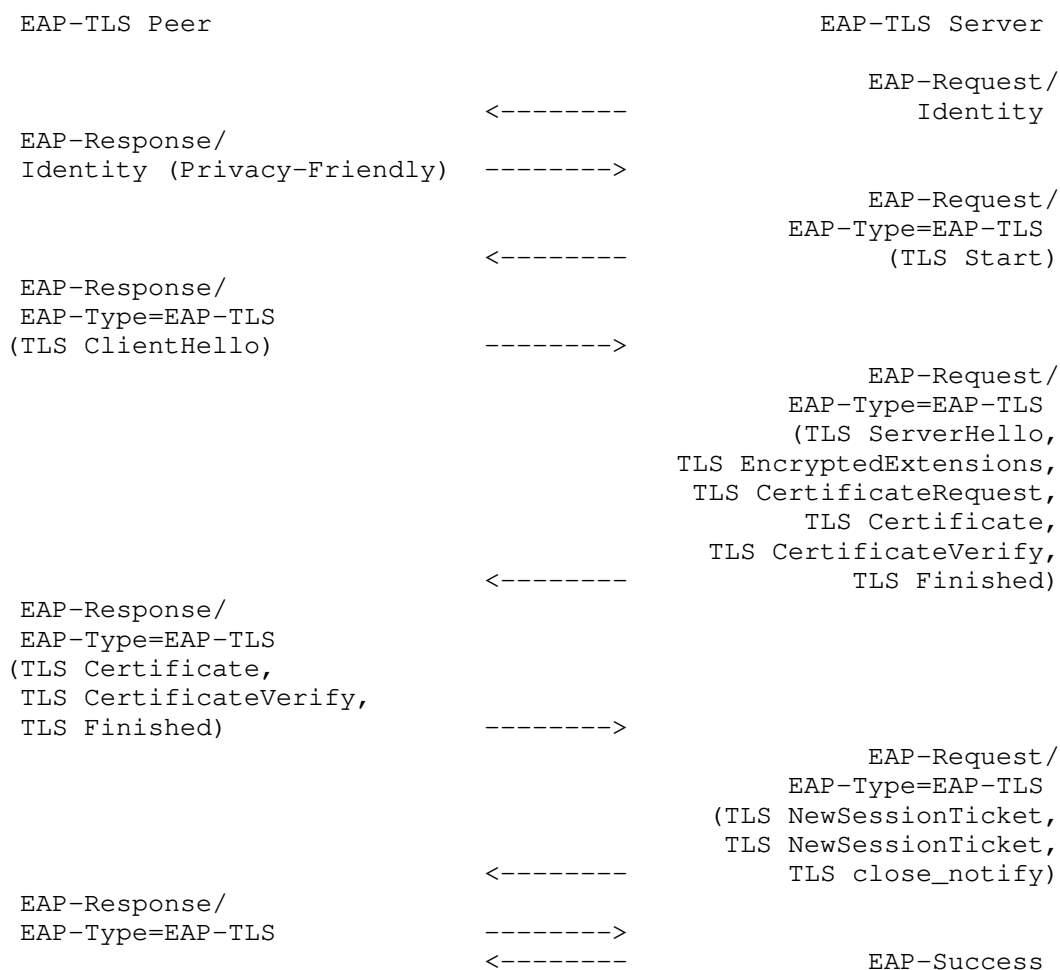 EAP-TLS Peer                                      EAP-TLS Server
EAP-Request/
<--------                      Identity
EAP-Response/
Identity (Privacy-Friendly)  -------->
EAP-Request/
EAP-Type=EAP-TLS
<--------                    (TLS Start)
EAP-Response/
EAP-Type=EAP-TLS
(TLS ClientHello)                -------->
EAP-Request/
EAP-Type=EAP-TLS
(TLS ServerHello,
TLS EncryptedExtensions,
TLS CertificateRequest,
TLS Certificate,
TLS CertificateVerify,
<--------                  TLS Finished)
EAP-Response/
EAP-Type=EAP-TLS
(TLS Certificate,
TLS CertificateVerify,
TLS Finished)                    -------->
EAP-Request/
EAP-Type=EAP-TLS
(TLS NewSessionTicket,
TLS NewSessionTicket,
<--------              TLS close_notify)
EAP-Response/
EAP-Type=EAP-TLS                 -------->
<--------                   EAP-Success